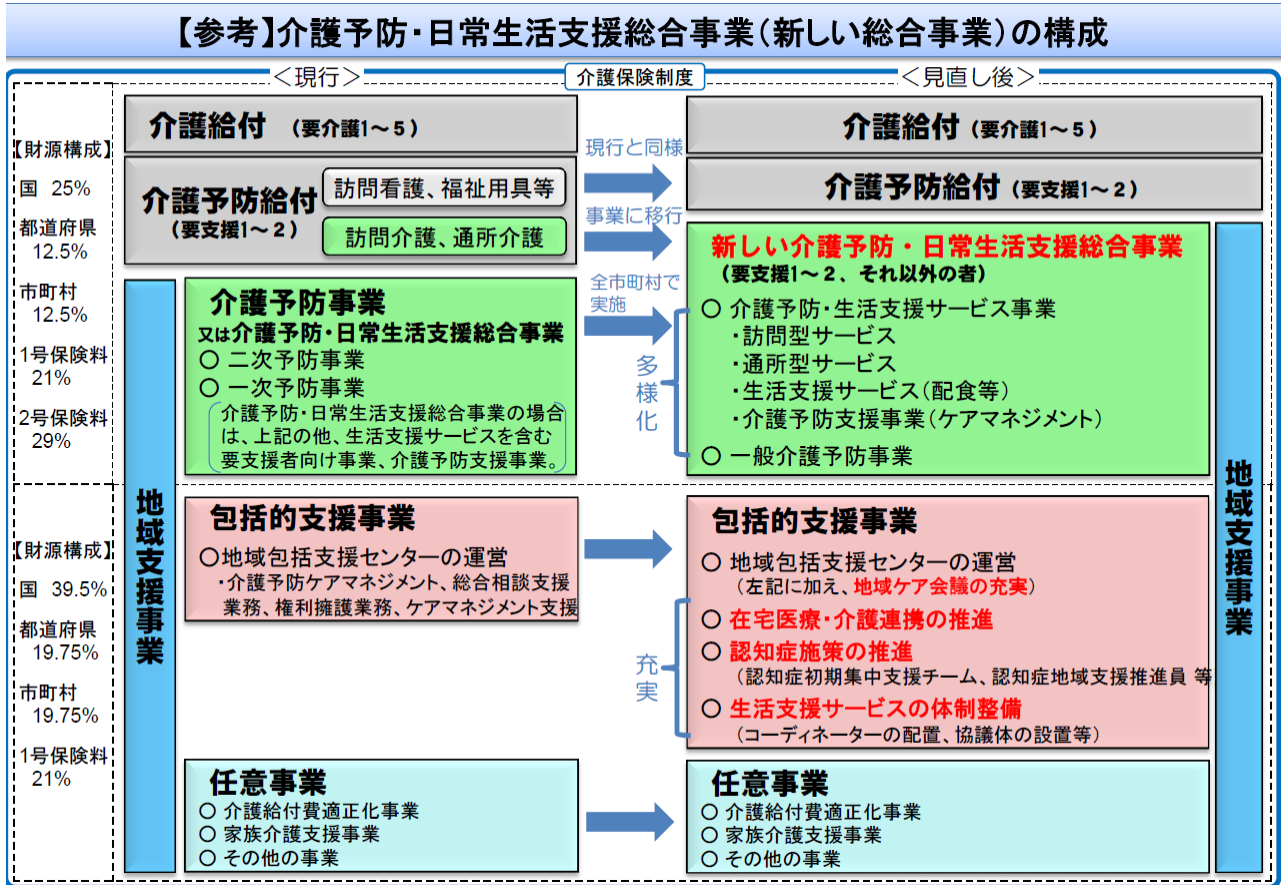 【参考】介護予防・日常生活支援総合事業(新しい総合事業)の構成
<現行>
介護保険制度
<見直し後>
【財源構成】
国 25%
都道府県
12.5%
市町村
12.5%
1号保険料
21%
2号保険料
29%
【財源構成】
国 39.5%
都道府県
19.75%
市町村
19.75%
1号保険料
21%
介護給付 (要介護1~5)
介護予防給付
(要支援1~2)
訪問看護、福祉用具等
訪問介護、通所介護
地域支援事業
介護予防事業
又は介護予防・日常生活支援総合事業
○ 二次予防事業
○ 一次予防事業
介護予防・日常生活支援総合事業の場合
は、上記の他、生活支援サービスを含む
要支援者向け事業、介護予防支援事業。
包括的支援事業
○地域包括支援センターの運営
・介護予防ケアマネジメント、総合相談支援
業務、権利擁護業務、ケアマネジメント支援
任意事業
○ 介護給付費適正化事業
○ 家族介護支援事業
○ その他の事業
現行と同様
事業に移行
全市町村で
実施
多様化
充実
介護給付 (要介護1~5)
介護予防給付 (要支援1~2)
新しい介護予防・日常生活支援総合事業
(要支援1~2、それ以外の者)
○ 介護予防・生活支援サービス事業
・訪問型サービス
・通所型サービス
・生活支援サービス(配食等)
・介護予防支援事業(ケアマネジメント)
○ 一般介護予防事業
包括的支援事業
○ 地域包括支援センターの運営
(左記に加え、地域ケア会議の充実)
○ 在宅医療・介護連携の推進
○ 認知症施策の推進
(認知症初期集中支援チーム、認知症地域支援推進員 等
○ 生活支援サービスの体制整備
(コーディネーターの配置、協議体の設置等)
任意事業
○ 介護給付費適正化事業
○ 家族介護支援事業
○ その他の事業
地域支援事業